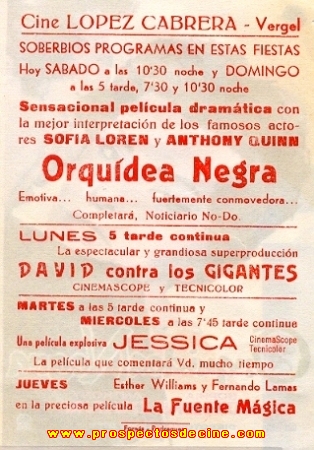 Cine LOPEZ CABRERA - Vergel
SOBERBIOS PROGRAMAS EN ESTAS FIESTAS
Hoy SABADO a las 10'30 noche y DOMINGO
a las 5 tarde, 7'30 y 10'30 noche
Sensacional película dramática con
la mejor interpretación de los famosos acto-
res SOFIA LOREN y ANTHONY QUINN
Orquídea Negra
Emotiva... humana... fuertemente conmovedora...
Completará, Noticiario No-Do.
LUNES 5 tarde continua
La espectacular y grandiosa superproducción
DAVID contra los GIGANTES
CINEMASCOPE y TECNICOLOR
MARTES a las 5 tarde continua y
MIERCOLES a las 7'45 tarde continua
Una película explosiva JESSICA CinemaScope
Tecnicolor
La película que comentará Vd. mucho tiempo
JUEVES Esther Williams y Fernando Lamas
en la preciosa película La Fuente Mágica
www.prospectosdecine.com